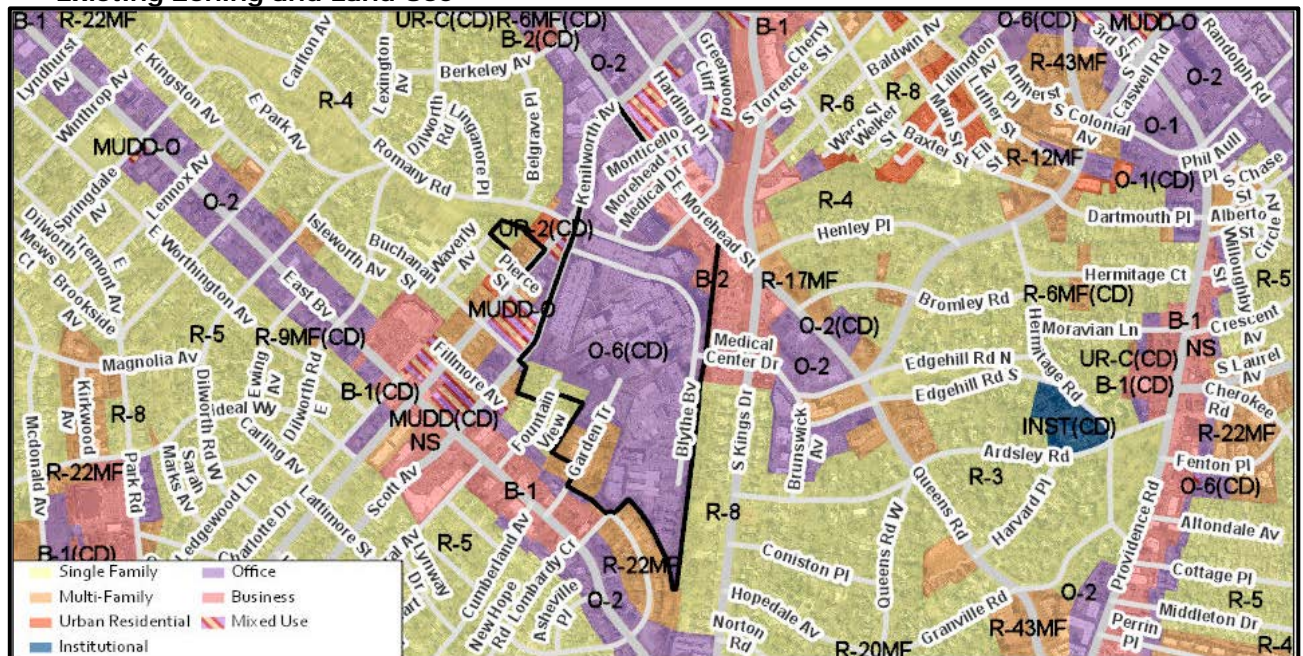 Existing Zoning and Land Use
B-1
R-22MF
UR-C(CD)
R-6MF(CD)
B-2(CD)
O-2
B-1
O-6(CD)
MUDD-O
R-43MF
O-2
Lyndhurst Av
Winthrop Av
E Kingston Av
E Park Av
Carlton Av
Lexington Av
Berkeley Av
Dilworth Rd
Linganore Pl
Belgrave Pl
Romany Rd
R-4
Kenilworth Av
Harding Pl
Greenwood Cliff
Monticello
Morehead Tr
Medical Dr
E Morehead St
S Torrence St
Cherry St
Baldwin Av
R-6
R-8
Waco St
Welker St
Lillington Av
Luther St
Main St
Baxter St
Eli St
Amherst Pl
3rd St
S Caswell Rd
Randolph Rd
S Colonial Av
O-1
R-12MF
O-1(CD)
Phil Aull Pl
S Chase St
Dartmouth Pl
Alberto St
Circle Av
Willoughby St
Hermitage Ct
R-5
R-6MF(CD)
Hermitage Rd
Moravian Ln
B-1
Crescent Av
NS
UR-C(CD)
B-1(CD)
S Laurel Av
Cherokee Rd
R-22MF
Fenton Pl
O-6(CD)
Altondale Av
Cottage Pl
R-5
Middleton Dr
Perrin Pl
R-4
Providence Rd
MUDD-O
O-2
Springdale Av
Lennox Av
Dilworth Mews Ct
Tremont Av
E Worthington Av
Brookside Av
Isleworth Av
Buchanan St
Waverly Av
UR-2(CD)
Pierce St
MUDD-O
East Bv
R-5
R-9MF(CD)
Magnolia Av
Ewing Av
Dilworth Rd E
Ideal Wy
Dilworth Rd W
Carling Av
B-1(CD)
Fillmore Av
MUDD(CD)
NS
Kirkwood Av
R-8
Mcdonald Av
R-22MF
Park Rd
Sarah Marks Av
Ledgewood Ln
Charlotte Dr
Lattimore St
Scott Av
B-1(CD)
Fountain View
Garden Tr
B-1
R-5
Lynway Dr
Cumberland Av
New Hope Rd
Lombardy Cr
Asheville Pl
O-2
R-22MF
O-6(CD)
Blythe Bv
B-2
R-17MF
R-4
Henley Pl
Bromley Rd
O-2(CD)
O-2
Medical Center Dr
Edgehill Rd N
Edgehill Rd S
S Kings Dr
Brunswick Av
INST(CD)
Ardsley Rd
R-3
Harvard Pl
Queens Rd
R-8
Coniston Pl
Queens Rd W
Hopedale Av
Norton Rd
R-20MF
Granville Rd
R-43MF
O-2
Single Family
Office
Multi-Family
Business
Urban Residential
Mixed Use
Institutional